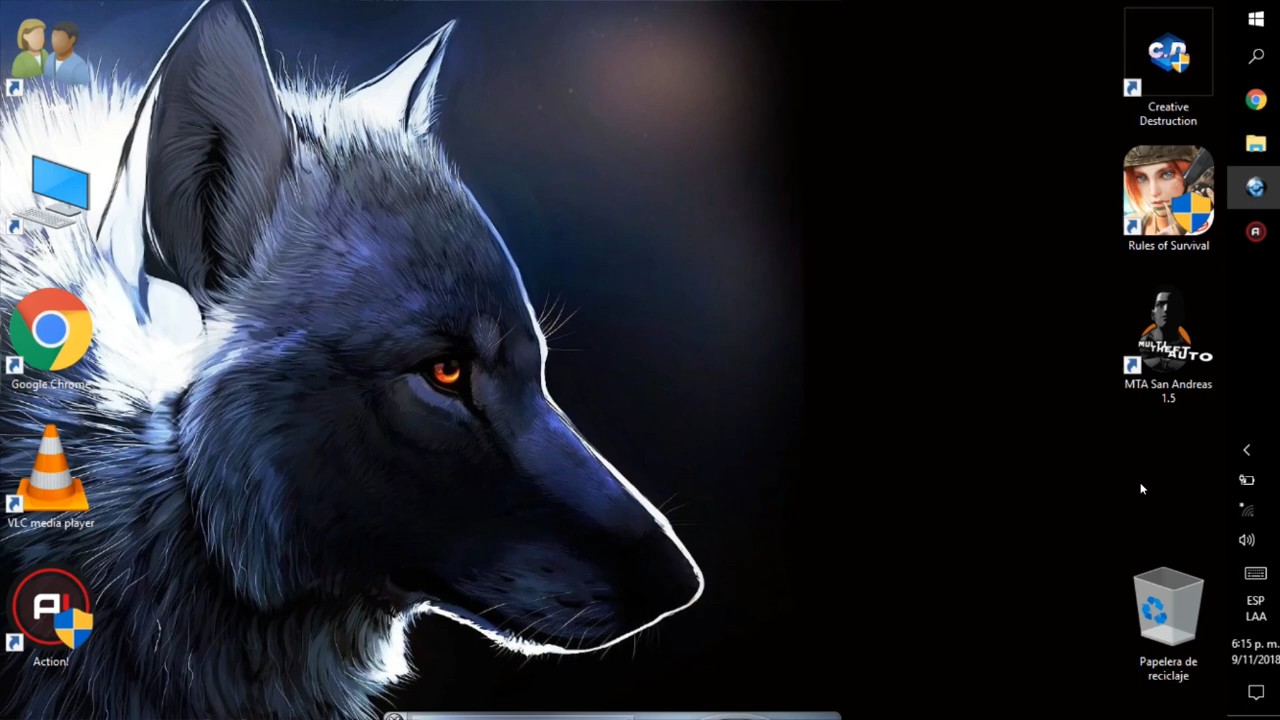 Google Chrome
VLC media player
Action!
Creative
Destruction
Rules of Survival
MULTI
THEFT
AUTO
MTA San Andreas
1.5
Papelera de
reciclaje
ESP
LAA
6:15 p. m.
9/11/2018